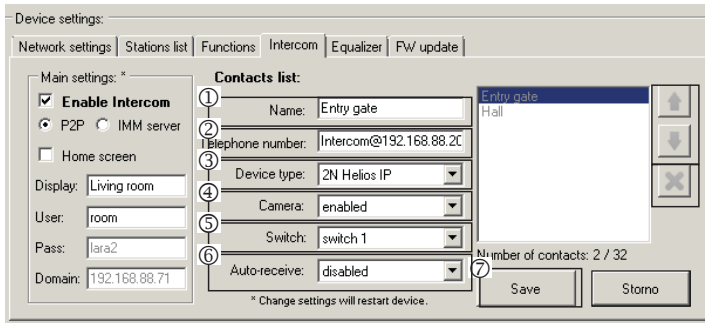 Device settings:
Network settings Stations list Functions Intercom Equalizer FW update
Main settings: *
Enable Intercom
P2P IMM server
Home screen
Display: Living room
User: room
Pass: lara2
Domain: 192.168.88.71
Contacts list:
① Name: Entry gate
② Telephone number: Intercom@192.168.88.20
③ Device type: 2N Helios IP
④ Camera: enabled
⑤ Switch: switch 1
⑥ Auto-receive: disabled
* Change settings will restart device.
Entry gate
Hall
Number of contacts: 2 / 32
⑦ Save Storno